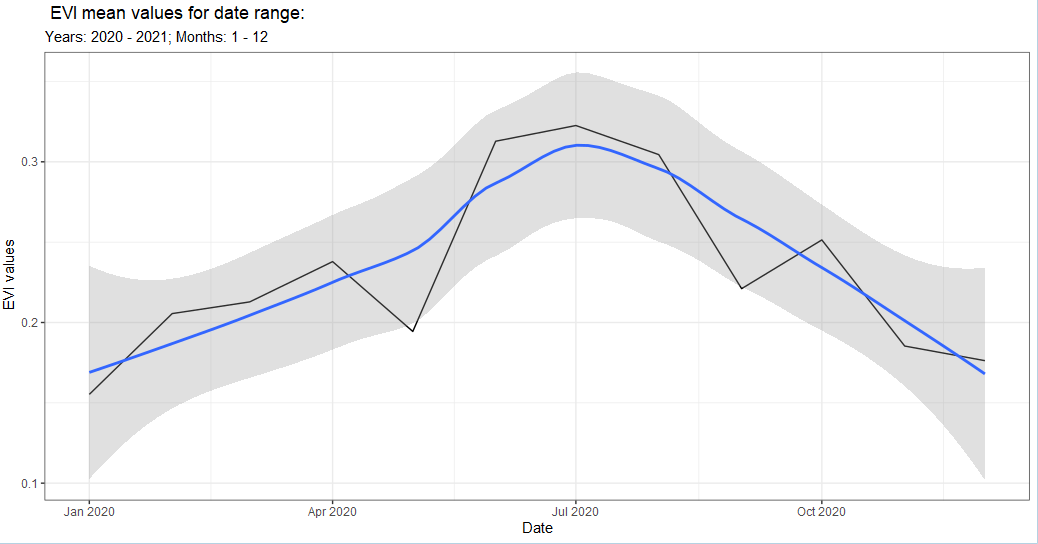 EVI mean values for date range:
Years: 2020 - 2021; Months: 1 - 12
EVI values
0.3
0.2
0.1
Jan 2020
Apr 2020
Jul 2020
Oct 2020
Date